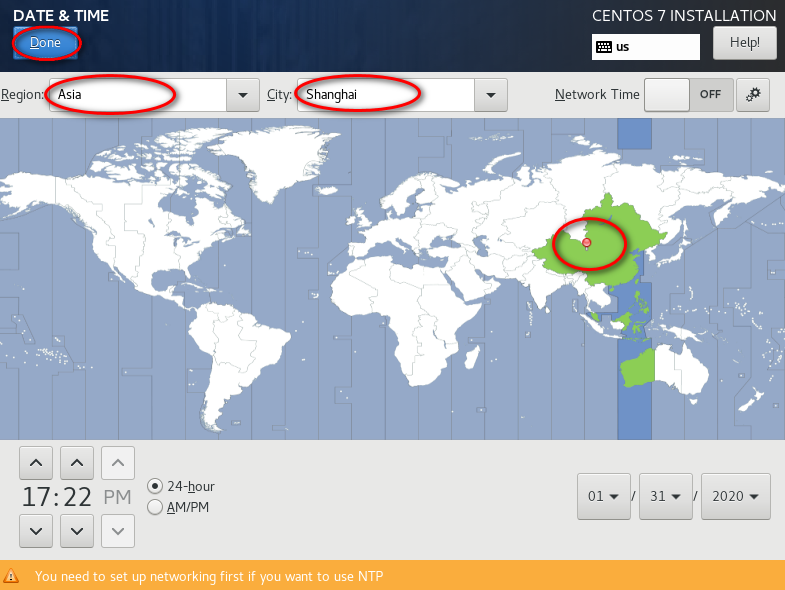 DATE & TIME
CENTOS 7 INSTALLATION
Done
us
Help!
Region:
Asia
City:
Shanghai
Network Time
OFF
17:22 PM
24-hour
AM/PM
01 / 31 / 2020
You need to set up networking first if you want to use NTP